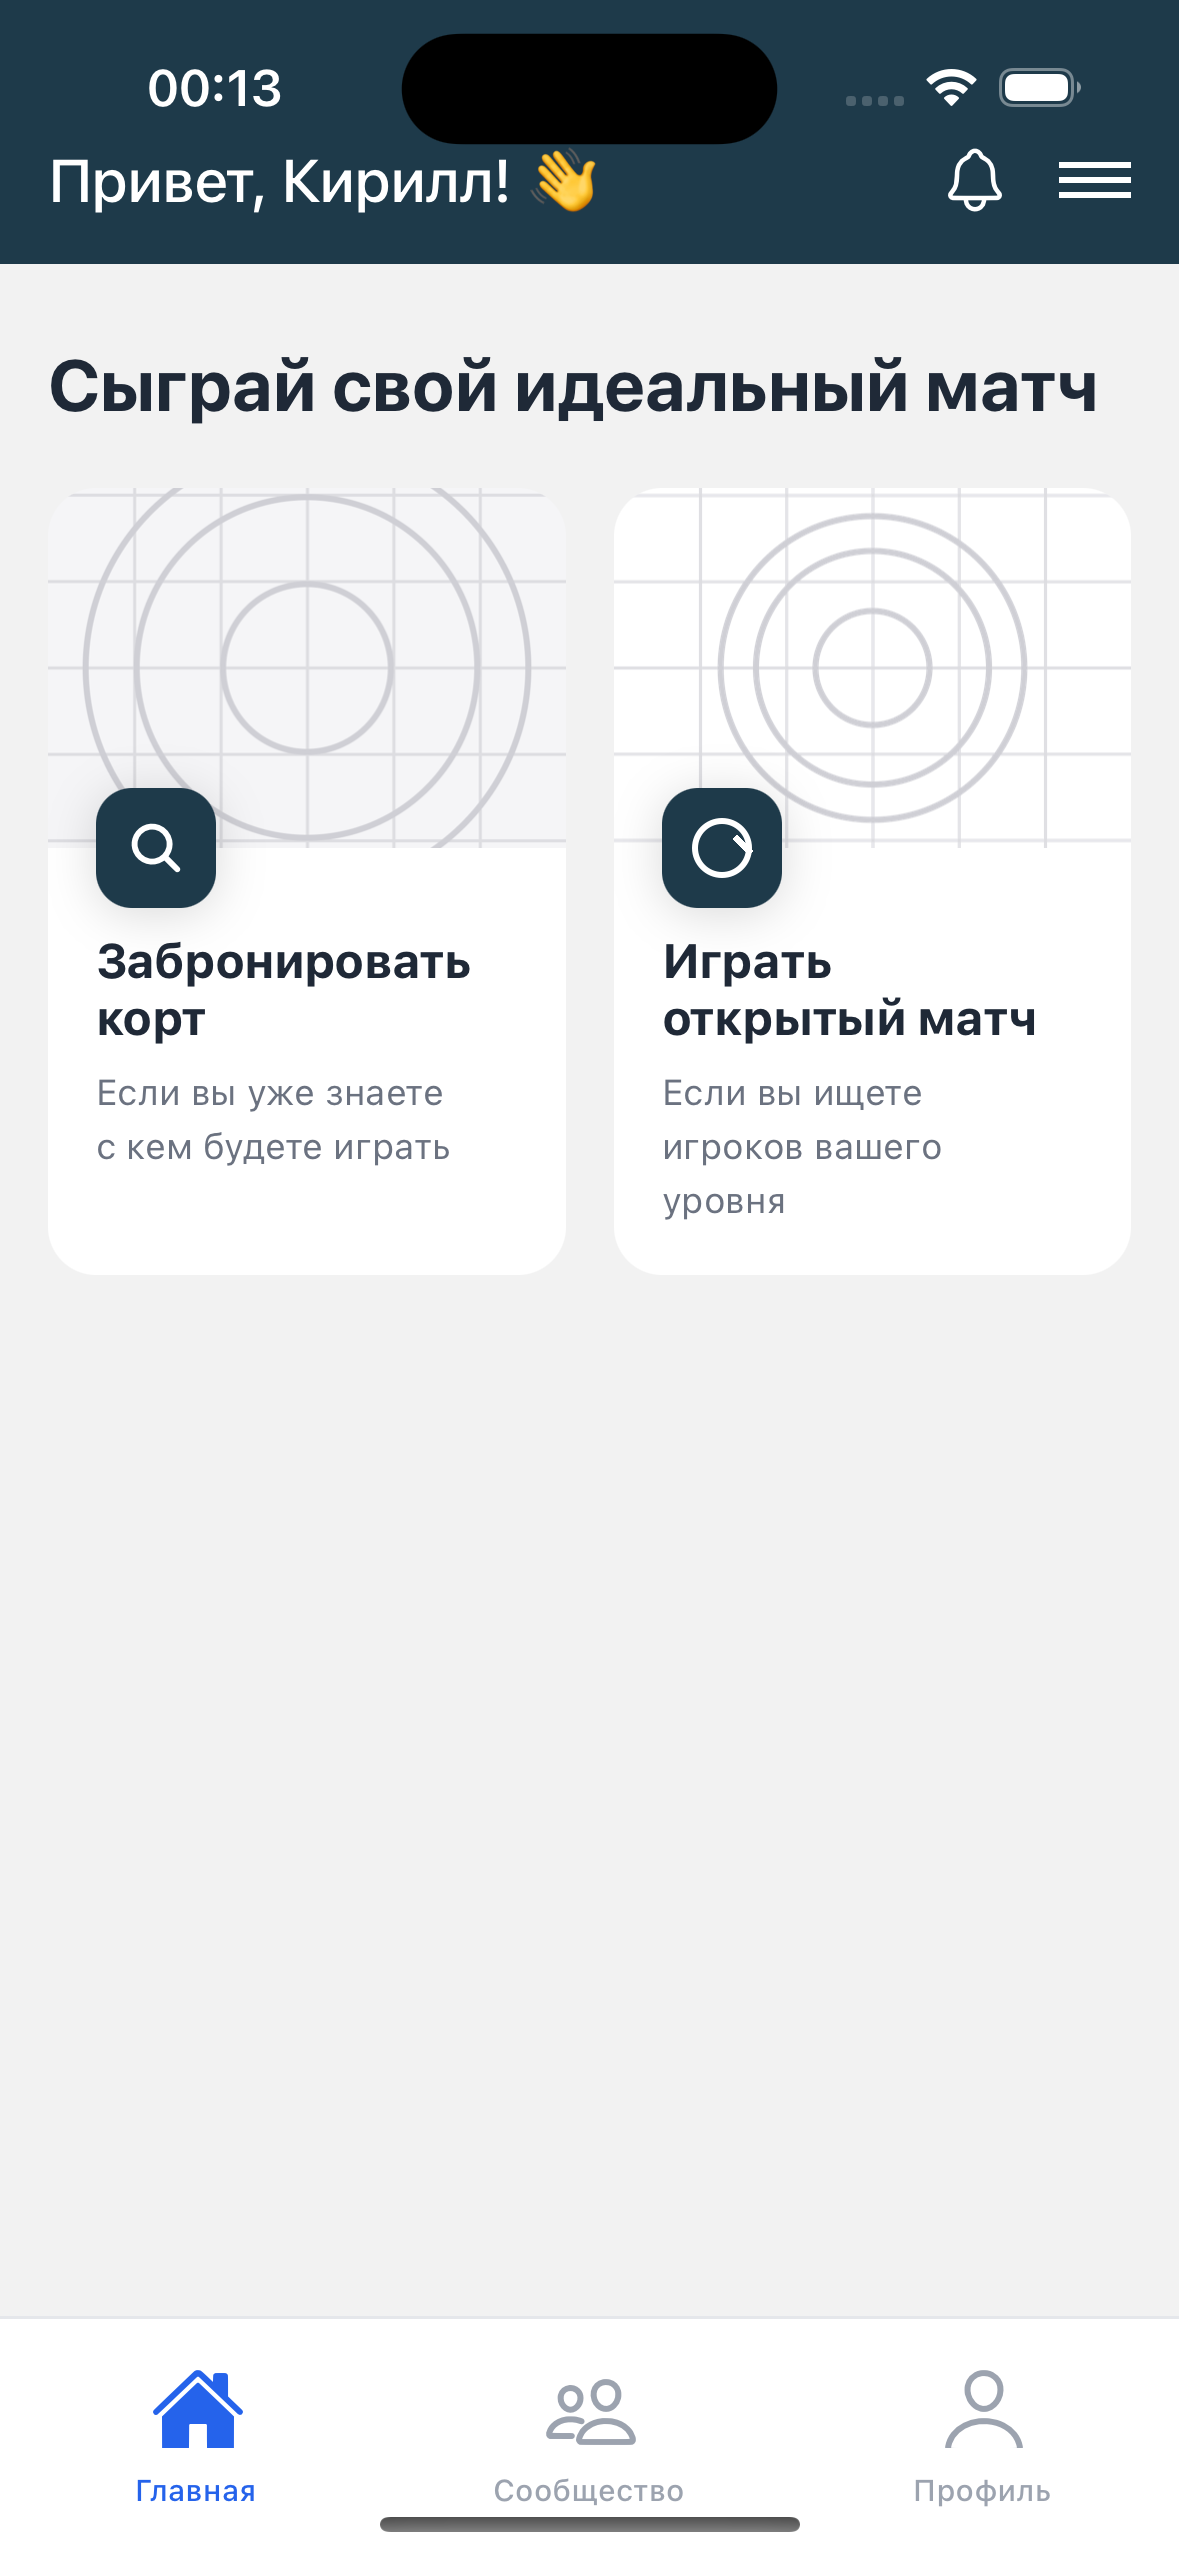 00:13
Привет, Кирилл! 👋
Сыграй свой идеальный матч
Забронировать
корт
Если вы уже знаете
с кем будете играть
Играть
открытый матч
Если вы ищете
игроков вашего
уровня
Главная
Сообщество
Профиль